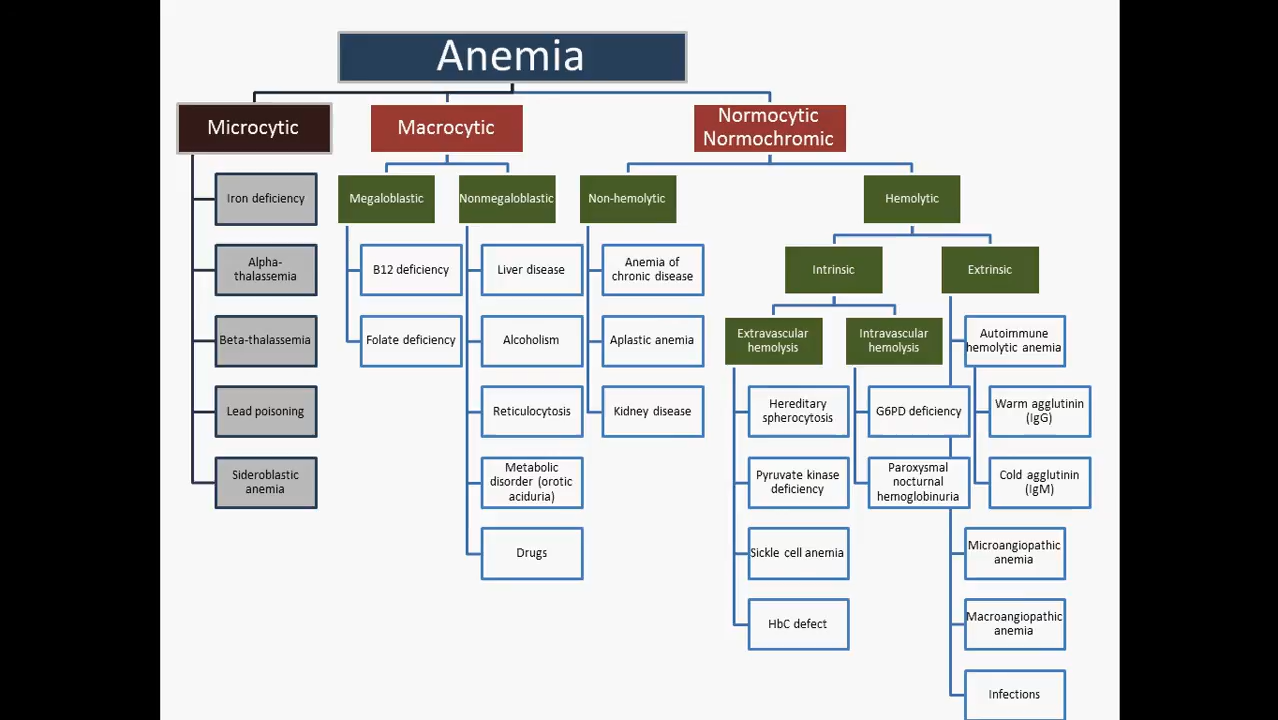 Anemia
Microcytic
Macrocytic
Normocytic
Normochromic
Iron deficiency
Alpha-
thalassemia
Beta-thalassemia
Lead poisoning
Sideroblastic
anemia
Megaloblastic
B12 deficiency
Folate deficiency
Nonmegaloblastic
Liver disease
Alcoholism
Reticulocytosis
Metabolic
disorder (orotic
aciduria)
Drugs
Non-hemolytic
Anemia of
chronic disease
Aplastic anemia
Kidney disease
Hemolytic
Intrinsic
Extravascular
hemolysis
Hereditary
spherocytosis
Pyruvate kinase
deficiency
Sickle cell anemia
HbC defect
Intravascular
hemolysis
G6PD deficiency
Paroxysmal
nocturnal
hemoglobinuria
Extrinsic
Autoimmune
hemolytic anemia
Warm agglutinin
(IgG)
Cold agglutinin
(IgM)
Microangiopathic
anemia
Macroangiopathic
anemia
Infections